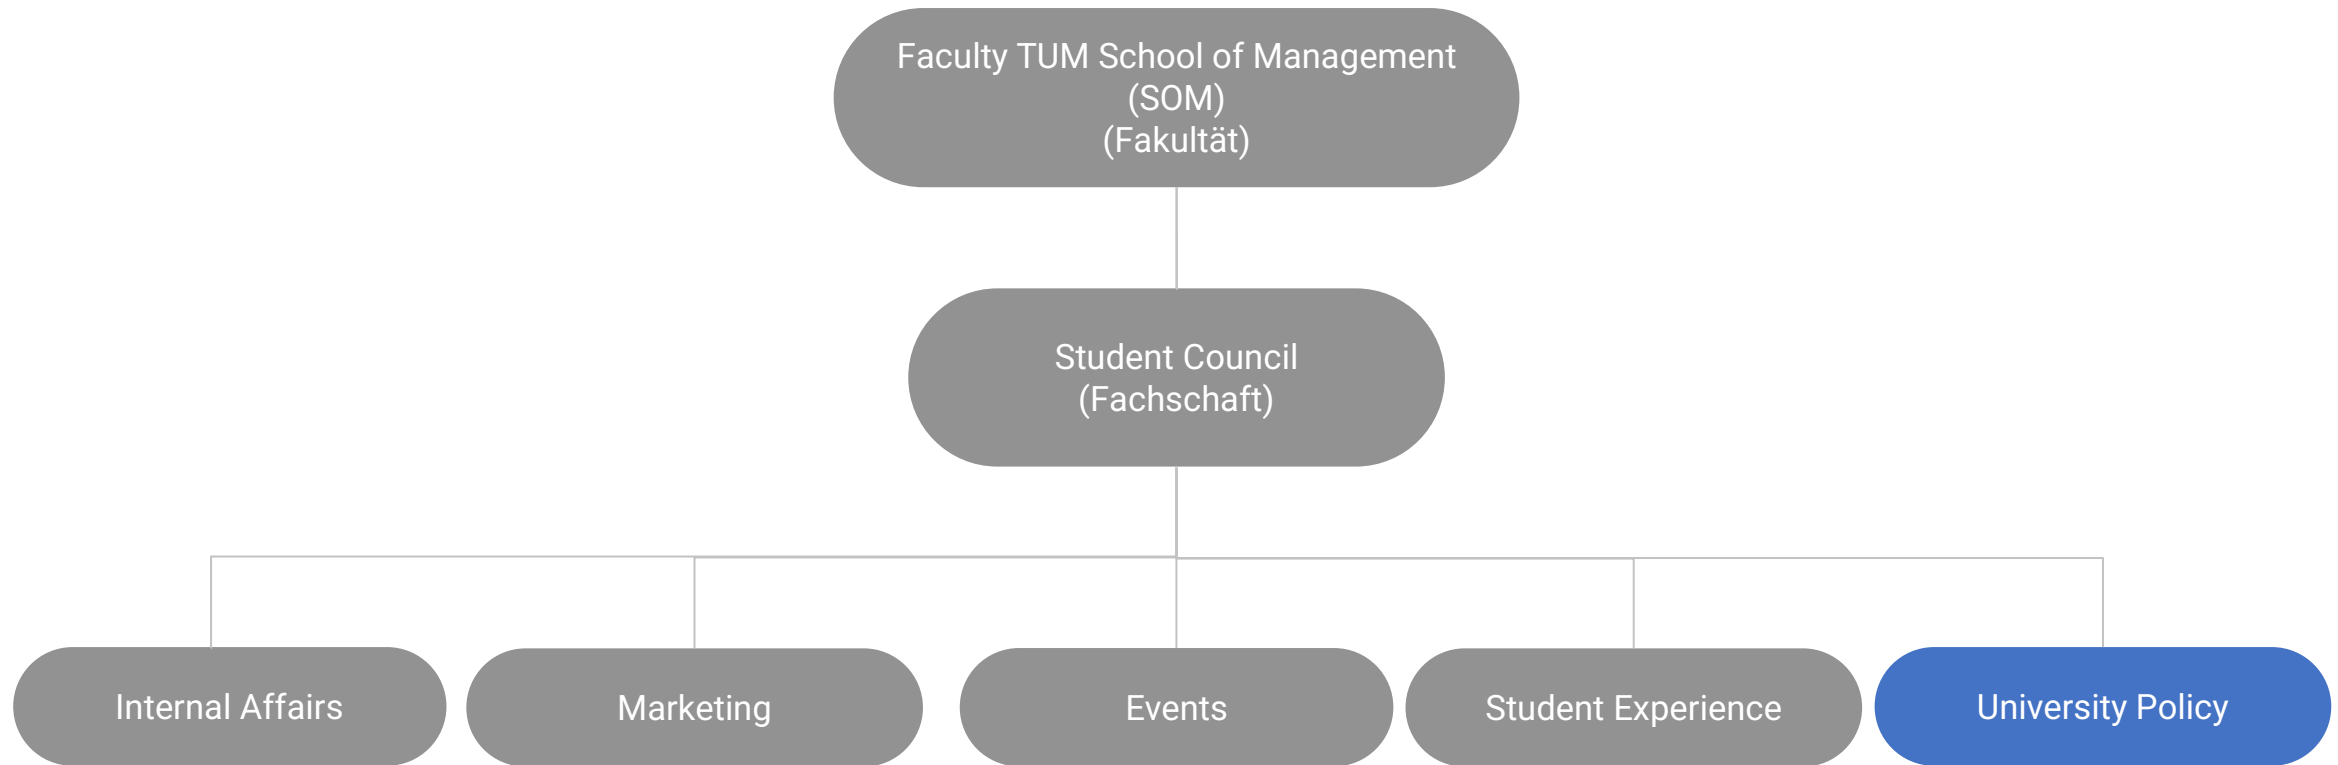 Faculty TUM School of Management
(SOM)
(Fakultät)
Student Council
(Fachschaft)
Internal Affairs
Marketing
Events
Student Experience
University Policy